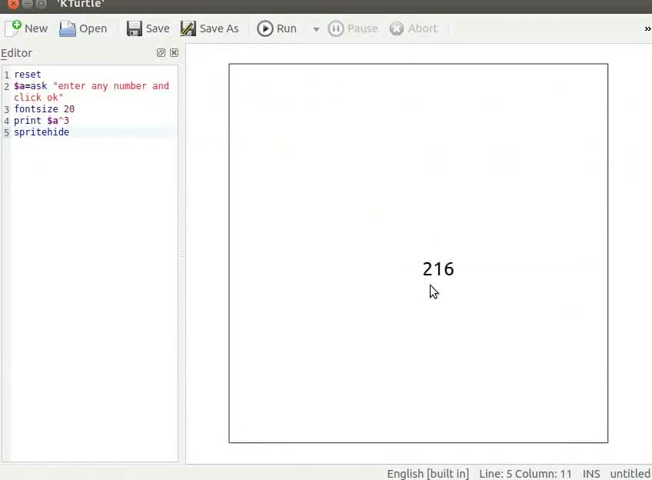 'KTurtle'
New Open Save Save As Run Pause Abort »
Editor
1 reset
2 $a=ask "enter any number and
click ok"
3 fontsize 20
4 print $a^3
5 spritehide
216
English [built in] Line: 5 Column: 11 INS untitled